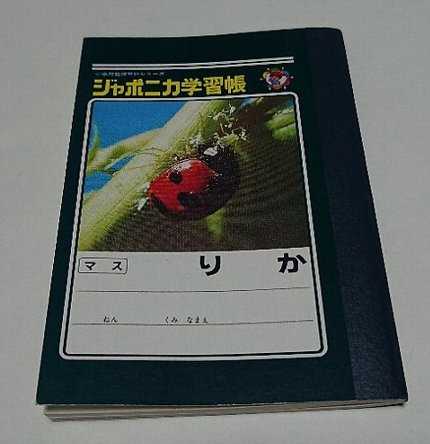 ジャポニカ学習帳
マス りか
ねん くみ なまえ